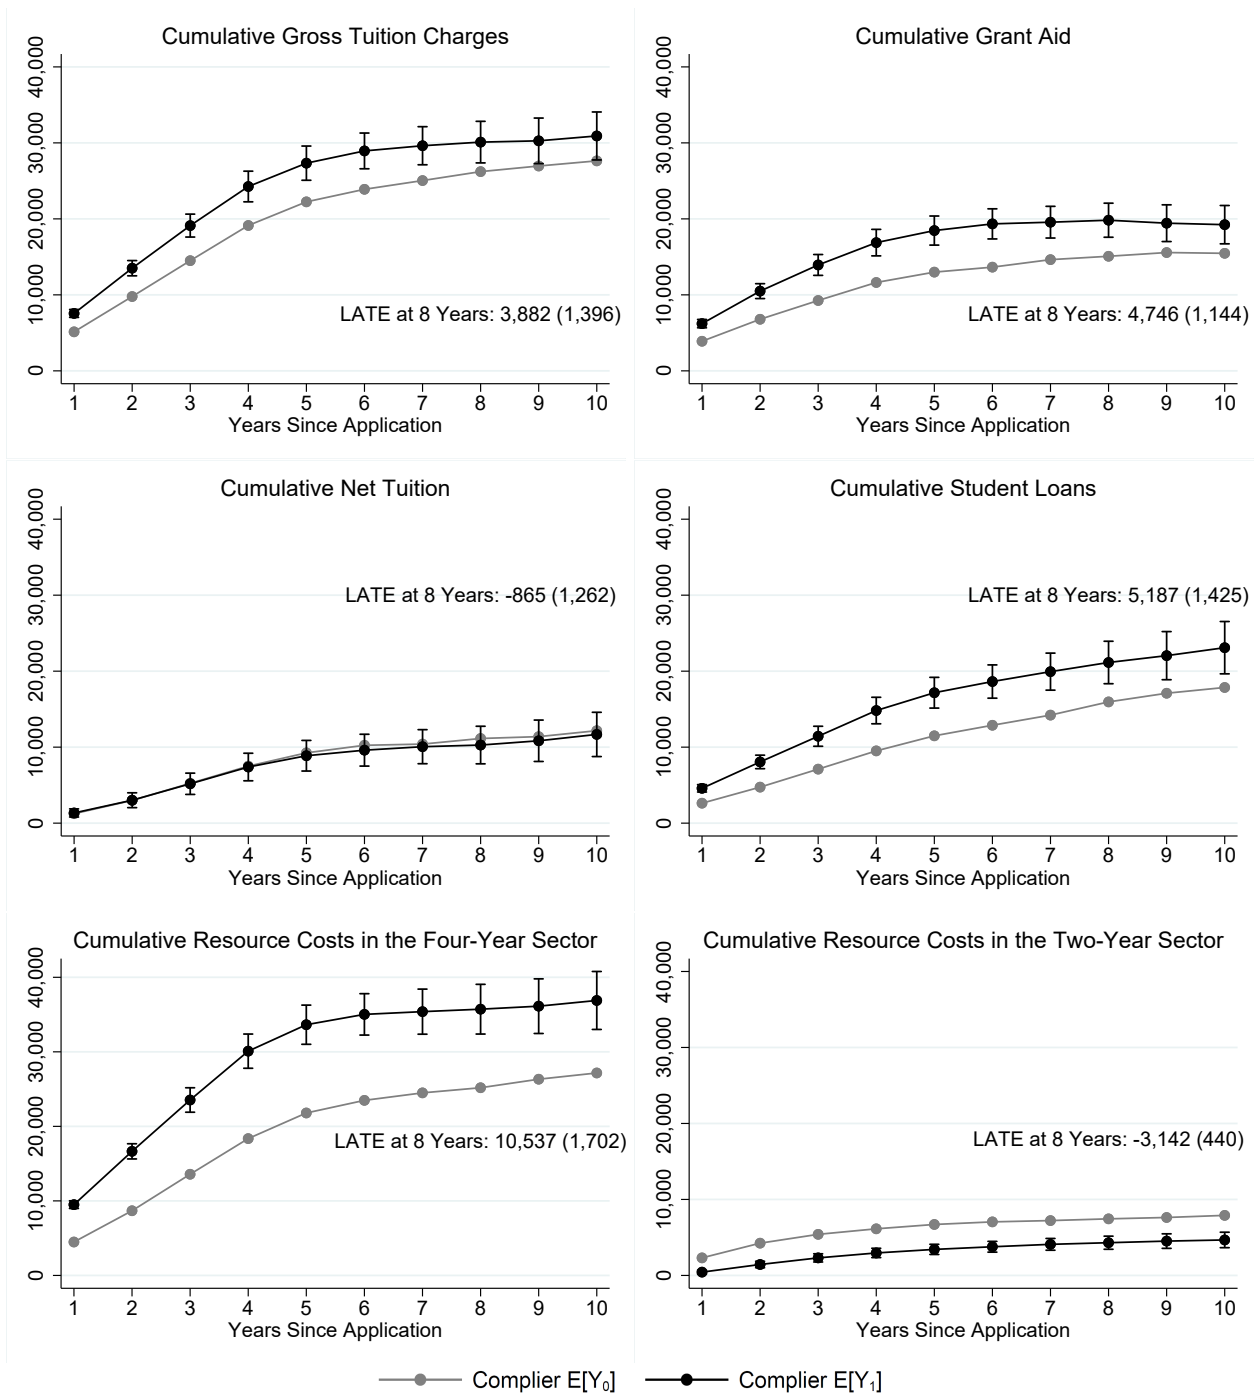 Cumulative Gross Tuition Charges
40,000
30,000
20,000
10,000
0
LATE at 8 Years: 3,882 (1,396)
1 2 3 4 5 6 7 8 9 10
Years Since Application
Cumulative Grant Aid
40,000
30,000
20,000
10,000
0
LATE at 8 Years: 4,746 (1,144)
1 2 3 4 5 6 7 8 9 10
Years Since Application
Cumulative Net Tuition
40,000
30,000
20,000
10,000
0
LATE at 8 Years: -865 (1,262)
1 2 3 4 5 6 7 8 9 10
Years Since Application
Cumulative Student Loans
40,000
30,000
20,000
10,000
0
LATE at 8 Years: 5,187 (1,425)
1 2 3 4 5 6 7 8 9 10
Years Since Application
Cumulative Resource Costs in the Four-Year Sector
40,000
30,000
20,000
10,000
0
LATE at 8 Years: 10,537 (1,702)
1 2 3 4 5 6 7 8 9 10
Years Since Application
Cumulative Resource Costs in the Two-Year Sector
40,000
30,000
20,000
10,000
0
LATE at 8 Years: -3,142 (440)
1 2 3 4 5 6 7 8 9 10
Years Since Application
Complier E[Y₀] Complier E[Y₁]